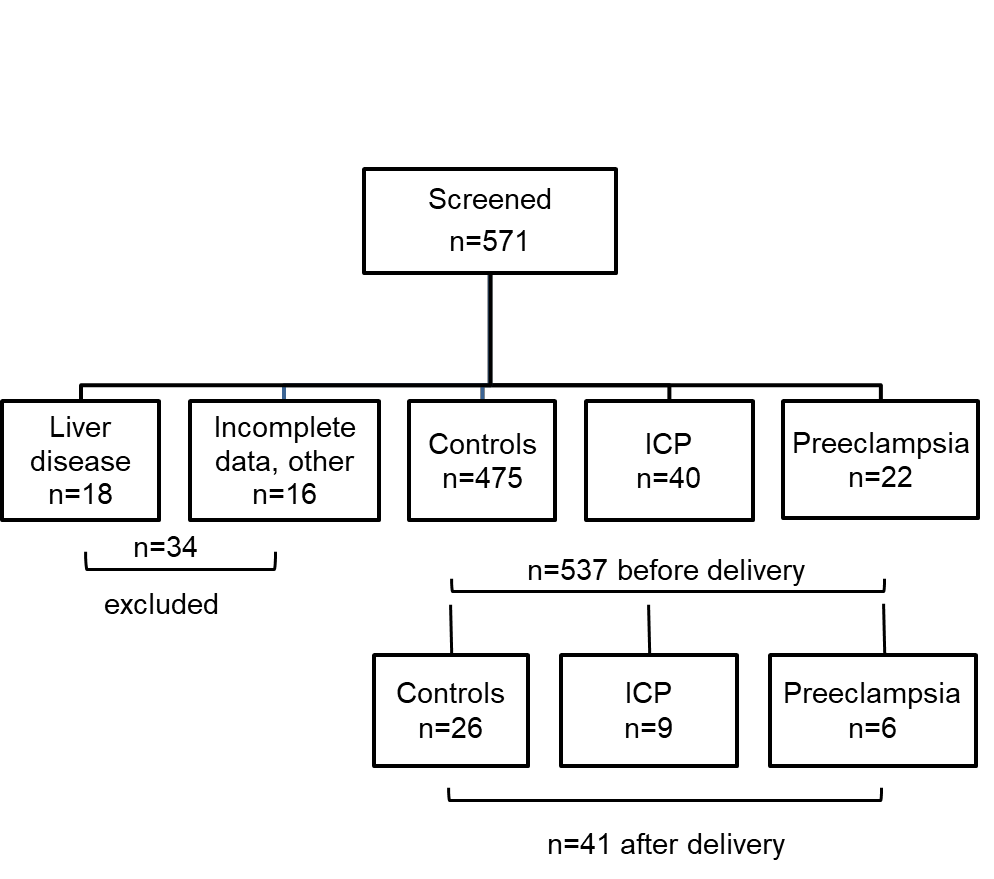 Screened
n=571
Liver
disease
n=18
Incomplete
data, other
n=16
Controls
n=475
ICP
n=40
Preeclampsia
n=22
n=34
excluded
n=537 before delivery
Controls
n=26
ICP
n=9
Preeclampsia
n=6
n=41 after delivery